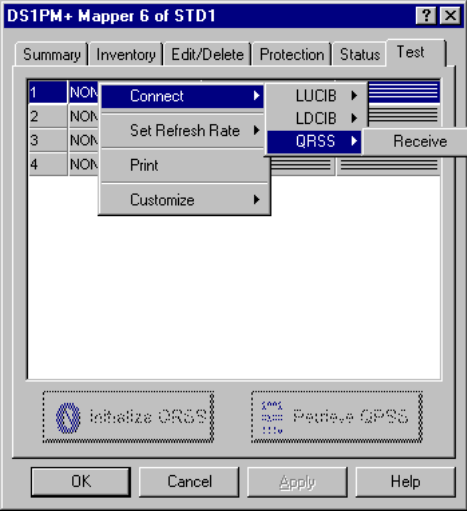 DS1PM+ Mapper 6 of STD1
Summary Inventory Edit/Delete Protection Status Test
1 NON Connect LUCIB
2 NON LDCIB
Set Refresh Rate
3 NON QRSS Receive
4 NON Print
Customize
Initialize QRSS Retrieve QRSS
OK Cancel Apply Help